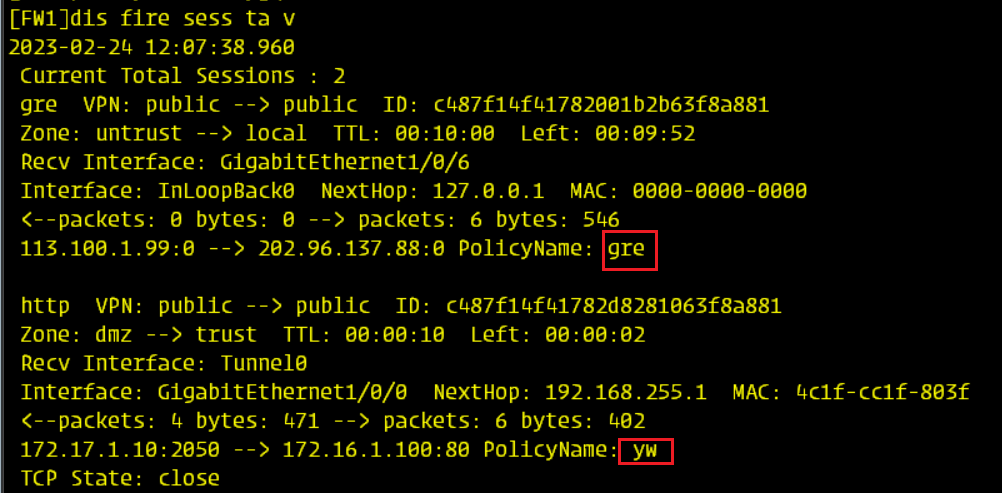 [FW1]dis fire sess ta v
2023-02-24 12:07:38.960
Current Total Sessions : 2
gre  VPN: public --> public  ID: c487f14f41782001b2b63f8a881
Zone: untrust --> local  TTL: 00:10:00  Left: 00:09:52
Recv Interface: GigabitEthernet1/0/6
Interface: InLoopBack0  NextHop: 127.0.0.1  MAC: 0000-0000-0000
<--packets: 0 bytes: 0 --> packets: 6 bytes: 546
113.100.1.99:0 --> 202.96.137.88:0 PolicyName: gre
http  VPN: public --> public  ID: c487f14f41782d8281063f8a881
Zone: dmz --> trust  TTL: 00:00:10  Left: 00:00:02
Recv Interface: Tunnel0
Interface: GigabitEthernet1/0/0  NextHop: 192.168.255.1  MAC: 4c1f-cc1f-803f
<--packets: 4 bytes: 471 --> packets: 6 bytes: 402
172.17.1.10:2050 --> 172.16.1.100:80 PolicyName: yw
TCP State: close